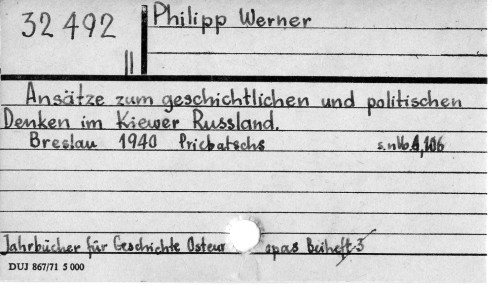 32 492
II
Philipp Werner
Ansätze zum geschichtlichen und politischen
Denken im Kiewer Russland.
Breslau 1940 Priebatschs
Jahrbücher für Geschichte Osteur opas Beiheft 3
DUJ 867/71 5 000